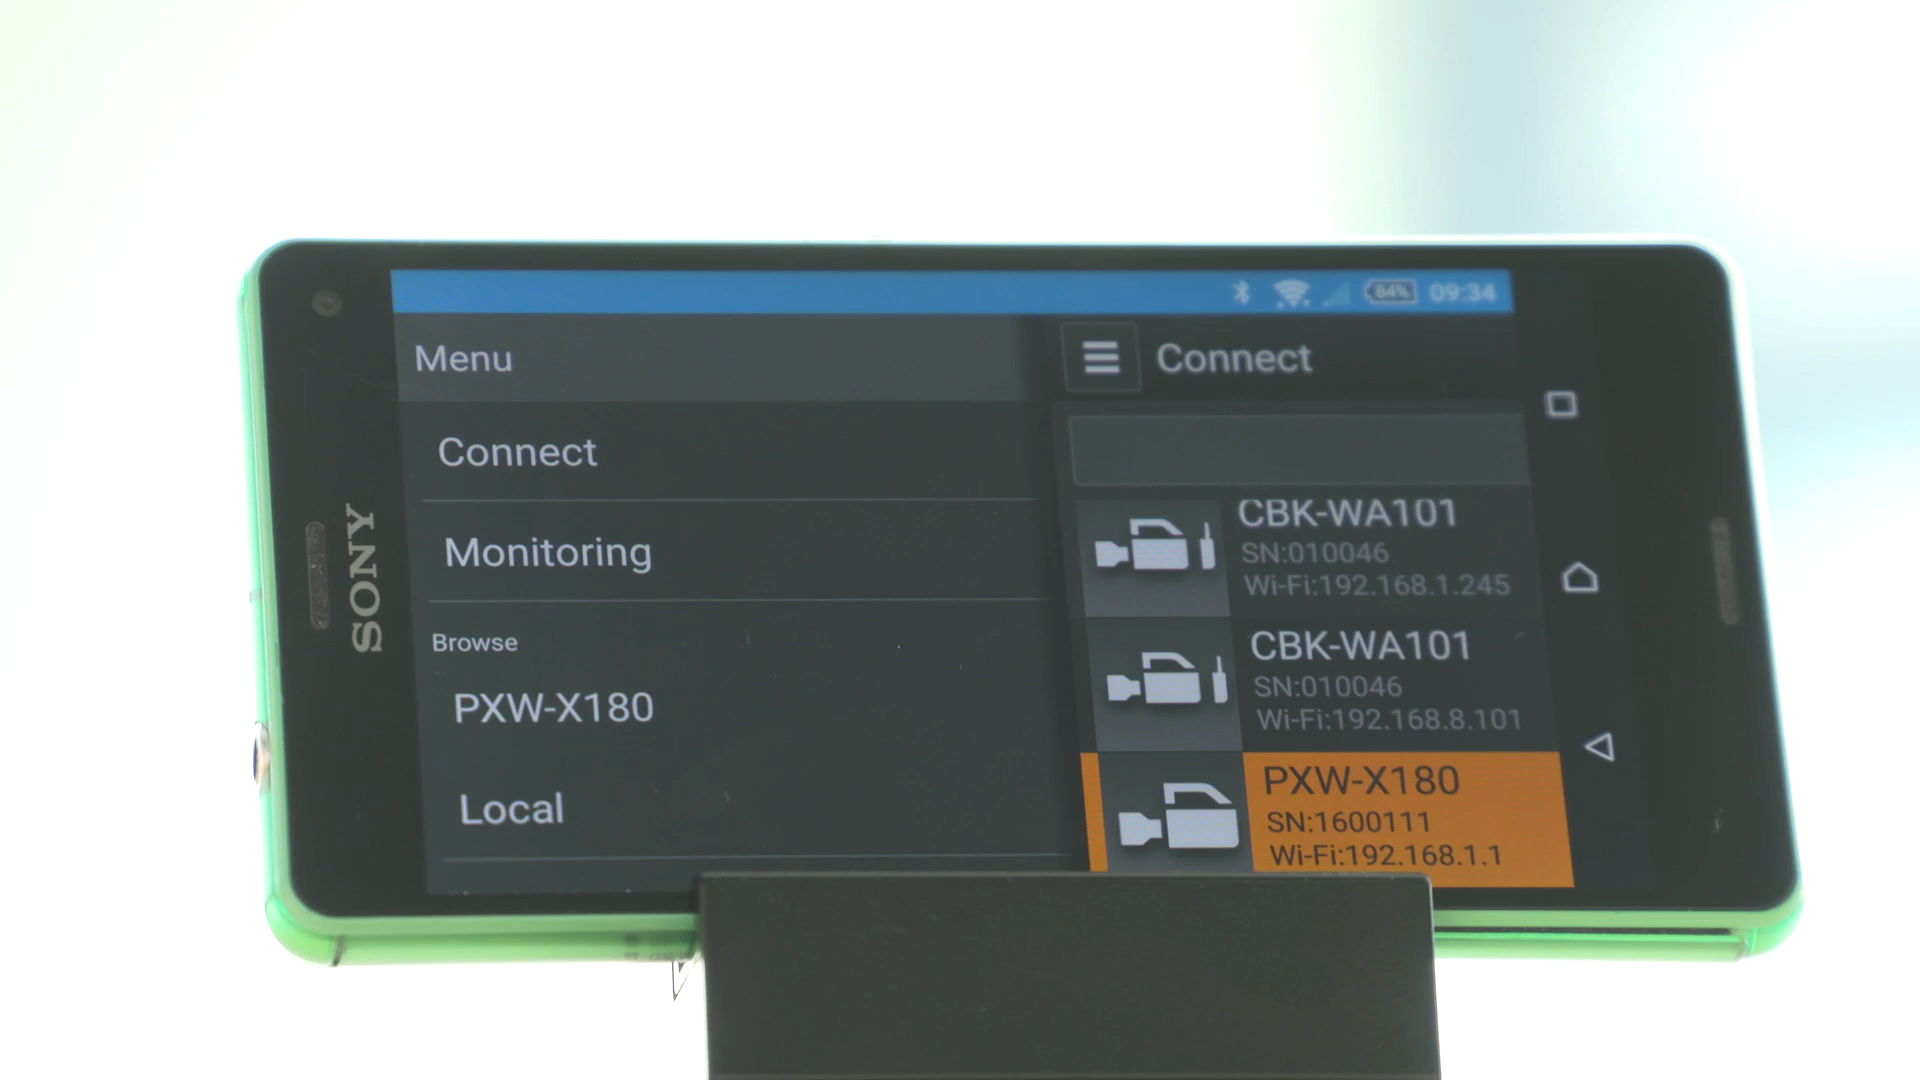 SONY
84% 09:34
Menu
Connect
Monitoring
Browse
PXW-X180
Local
Connect
CBK-WA101
SN:010046
Wi-Fi:192.168.1.245
CBK-WA101
SN:010046
Wi-Fi:192.168.8.101
PXW-X180
SN:1600111
Wi-Fi:192.168.1.1